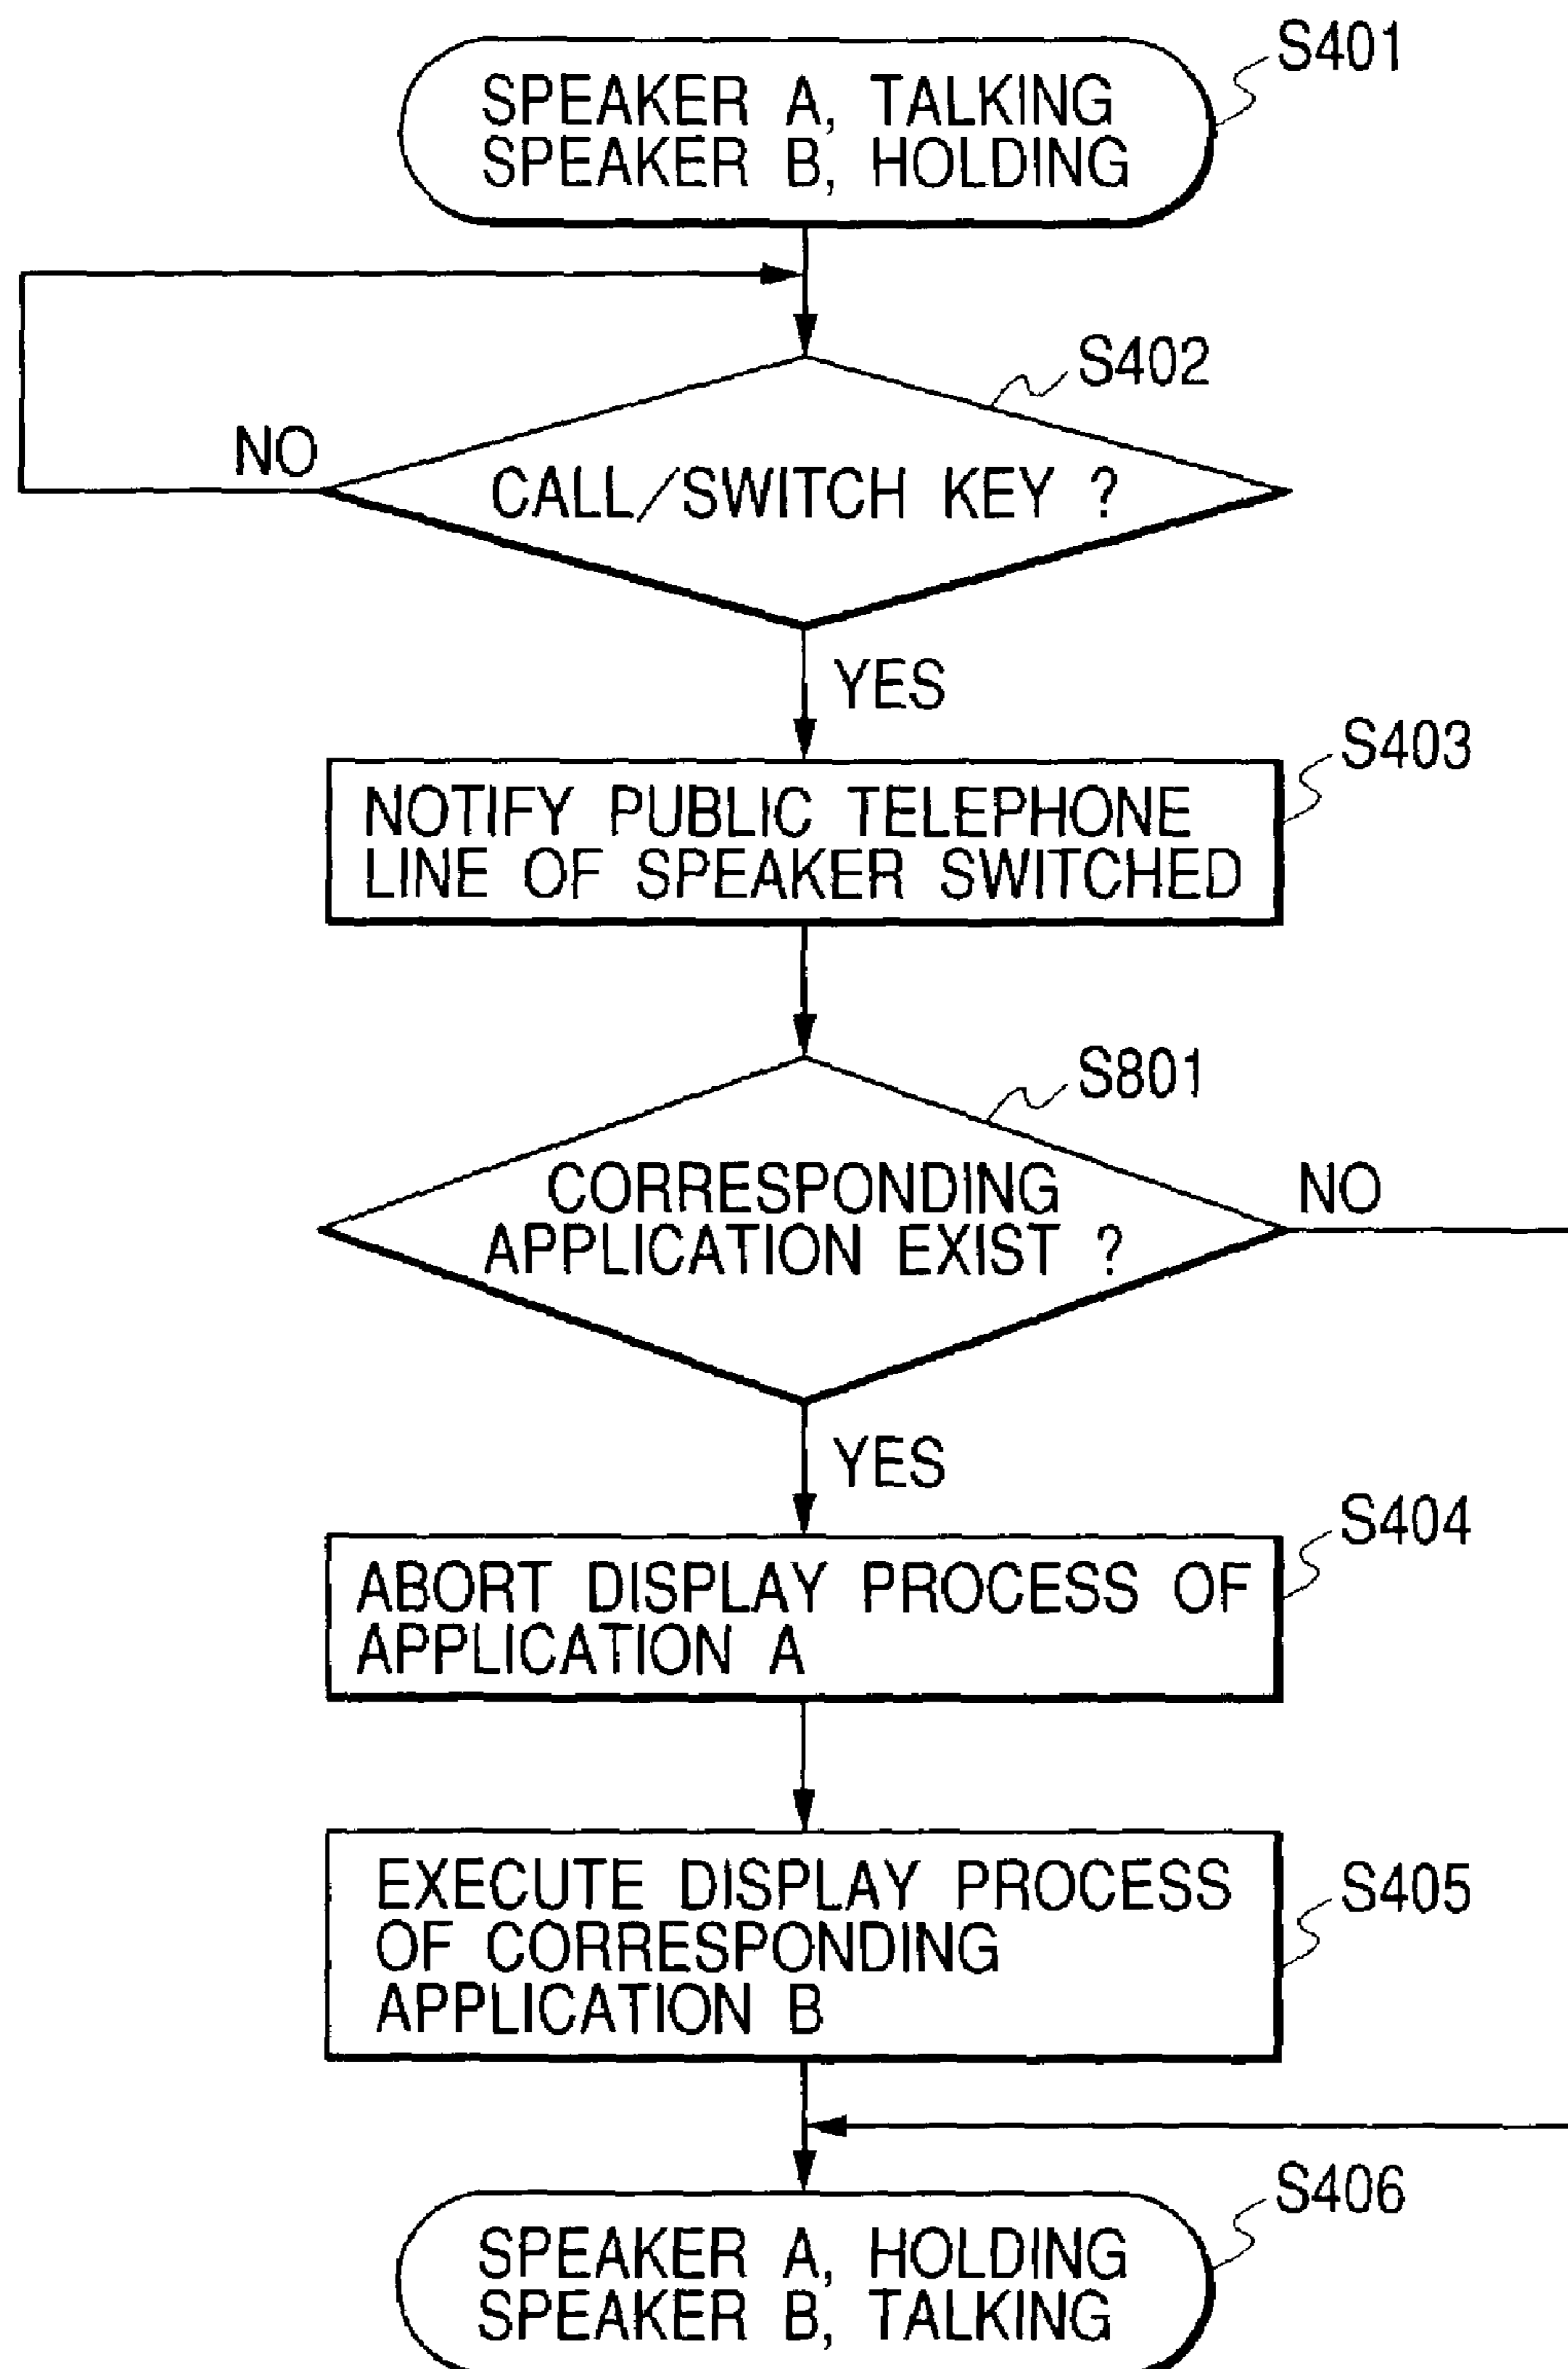 S401
SPEAKER A, TALKING
SPEAKER B, HOLDING
S402
NO
CALL/SWITCH KEY ?
YES
S403
NOTIFY PUBLIC TELEPHONE
LINE OF SPEAKER SWITCHED
S801
CORRESPONDING
APPLICATION EXIST ?
NO
YES
S404
ABORT DISPLAY PROCESS OF
APPLICATION A
S405
EXECUTE DISPLAY PROCESS
OF CORRESPONDING
APPLICATION B
S406
SPEAKER A, HOLDING
SPEAKER B, TALKING